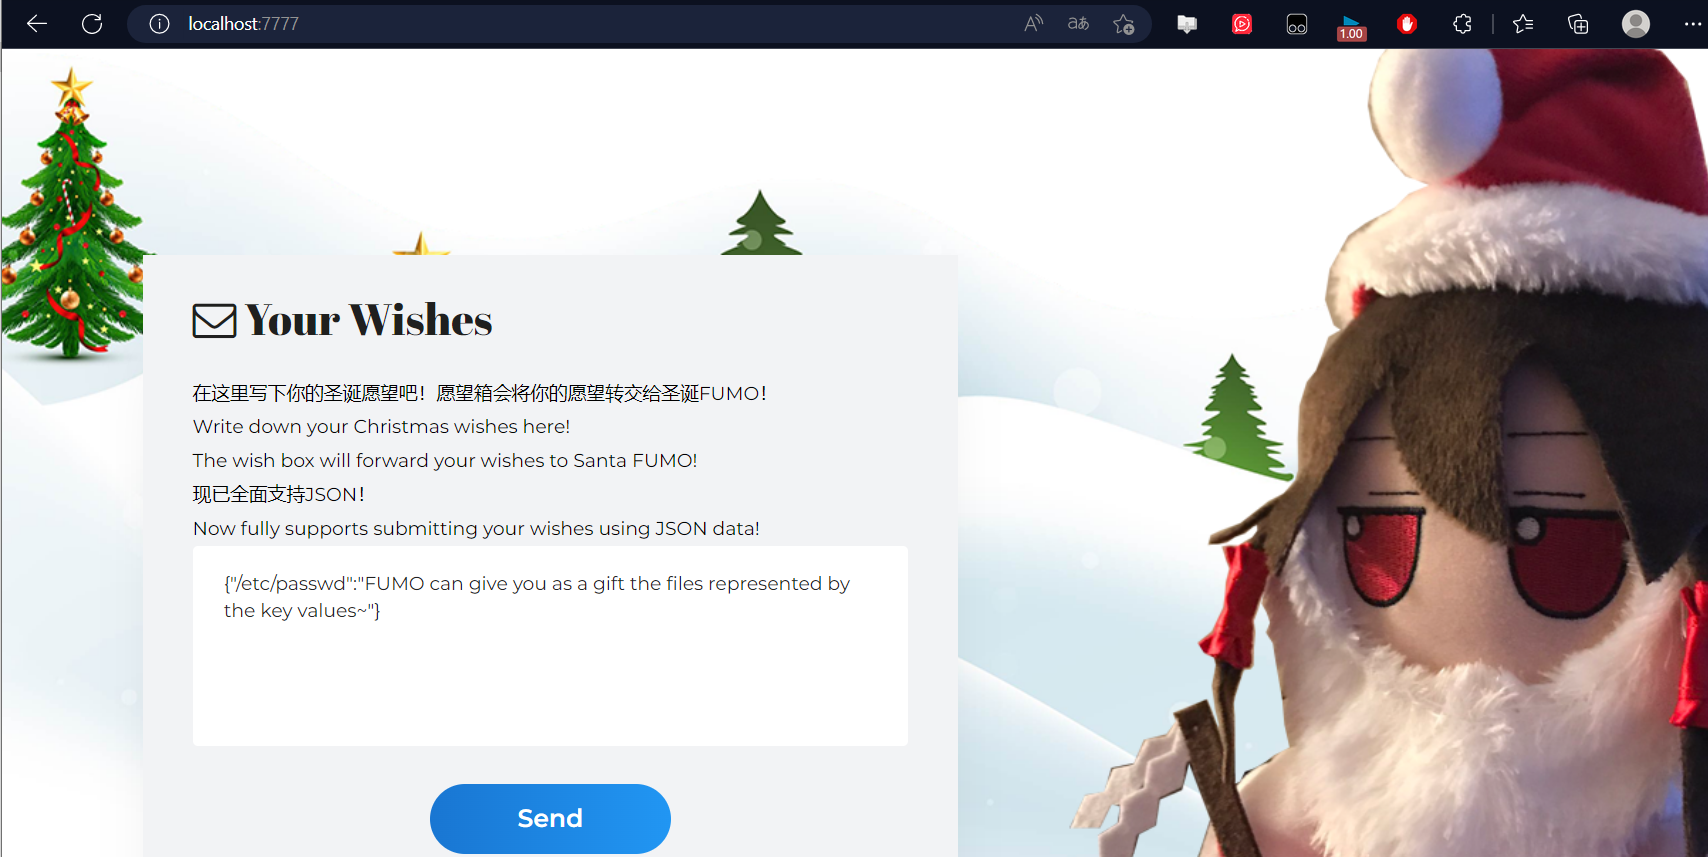 localhost:7777
1.00
Your Wishes
在这里写下你的圣诞愿望吧！愿望箱会将你的愿望转交给圣诞FUMO！
Write down your Christmas wishes here!
The wish box will forward your wishes to Santa FUMO!
现已全面支持JSON！
Now fully supports submitting your wishes using JSON data!
{"/etc/passwd":"FUMO can give you as a gift the files represented by
the key values~"}
Send